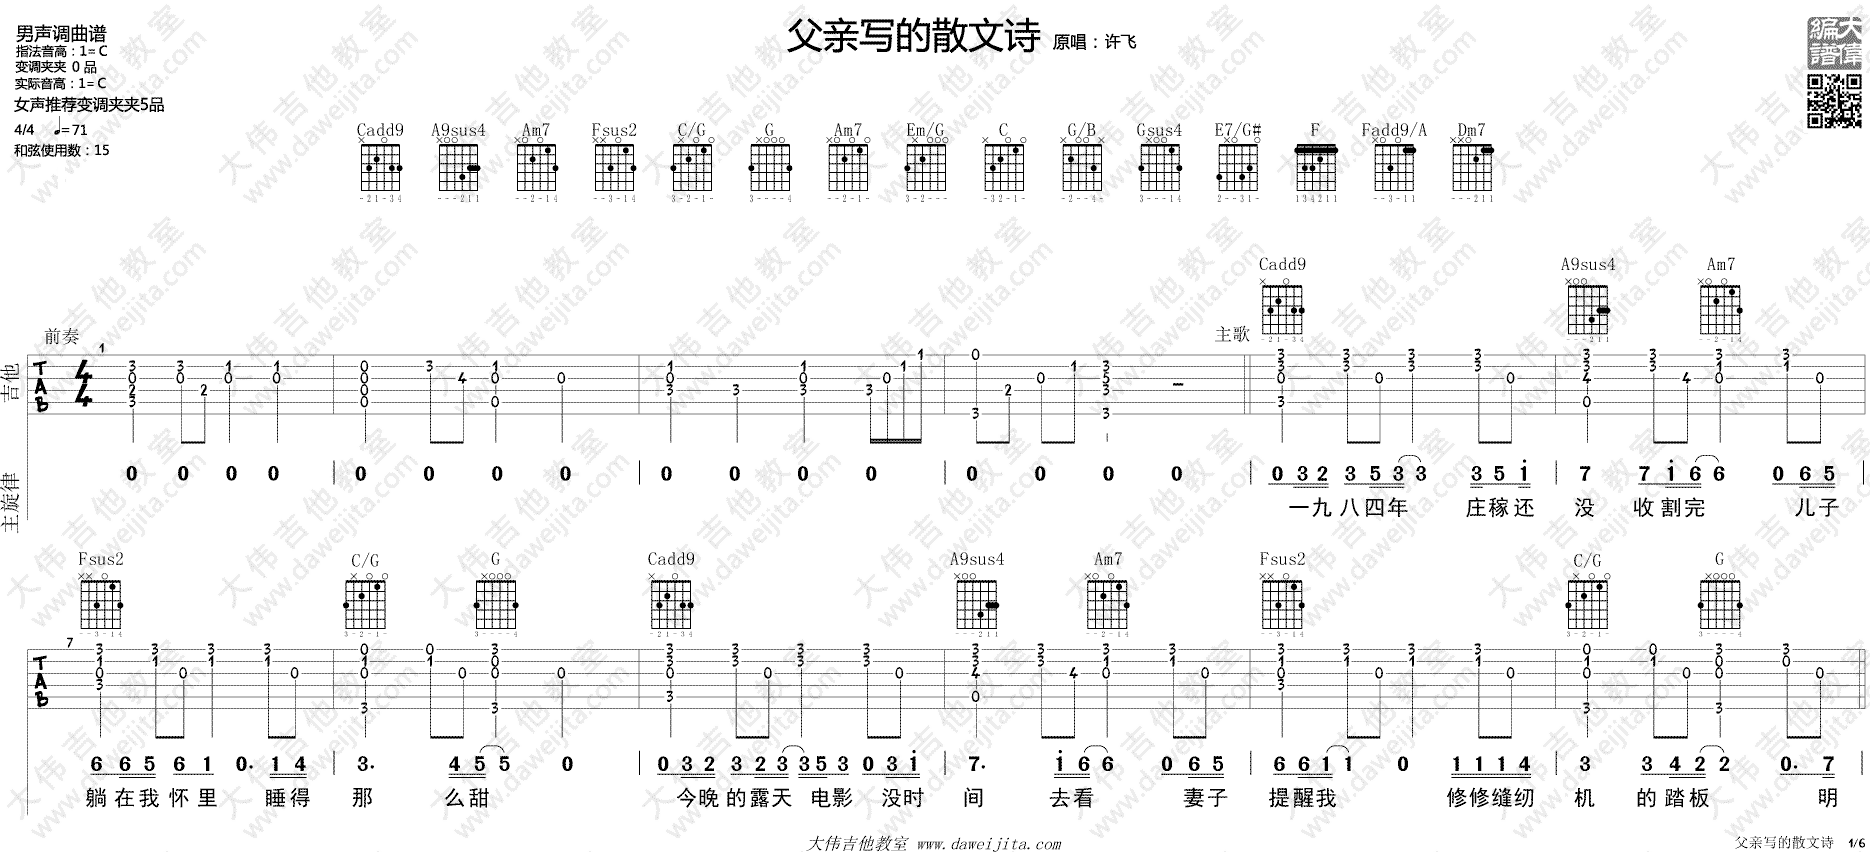 父亲写的散文诗 原唱：许飞
男声调曲谱
指法音高：1=C
变调夹夹 0 品
实际音高：1=C
女声推荐变调夹夹5品
4/4 ♩=71
和弦使用数：15
大偉編譜
Cadd9 A9sus4 Am7 Fsus2 C/G G Am7 Em/G C G/B Gsus4 E7/G# F Fadd9/A Dm7
Cadd9 A9sus4 Am7
前奏 主歌
吉他
TAB 4/4
主旋律
0 0 0 0 | 0 0 0 0 | 0 0 0 0 | 0 0 0 0 | 0 3 2 3 5 3 3 3 5 i | 7 7 i 6 6 0 6 5 |
一九八四年 庄稼还没 收割完 儿子
Fsus2 C/G G Cadd9 A9sus4 Am7 Fsus2 C/G G
7
TAB
6 6 5 6 1 0. 1 4 | 3. 4 5 5 0 | 0 3 2 3 2 3 3 5 3 0 3 i | 7. i 6 6 0 6 5 | 6 6 1 1 0 1 1 1 4 | 3 3 4 2 2 0. 7 |
躺在我怀里 睡得那 么甜 今晚的露天电影 没时间 去看 妻子提醒我 修修缝纫机 的踏板 明
大伟吉他教室 www.daweijita.com
父亲写的散文诗 1/6